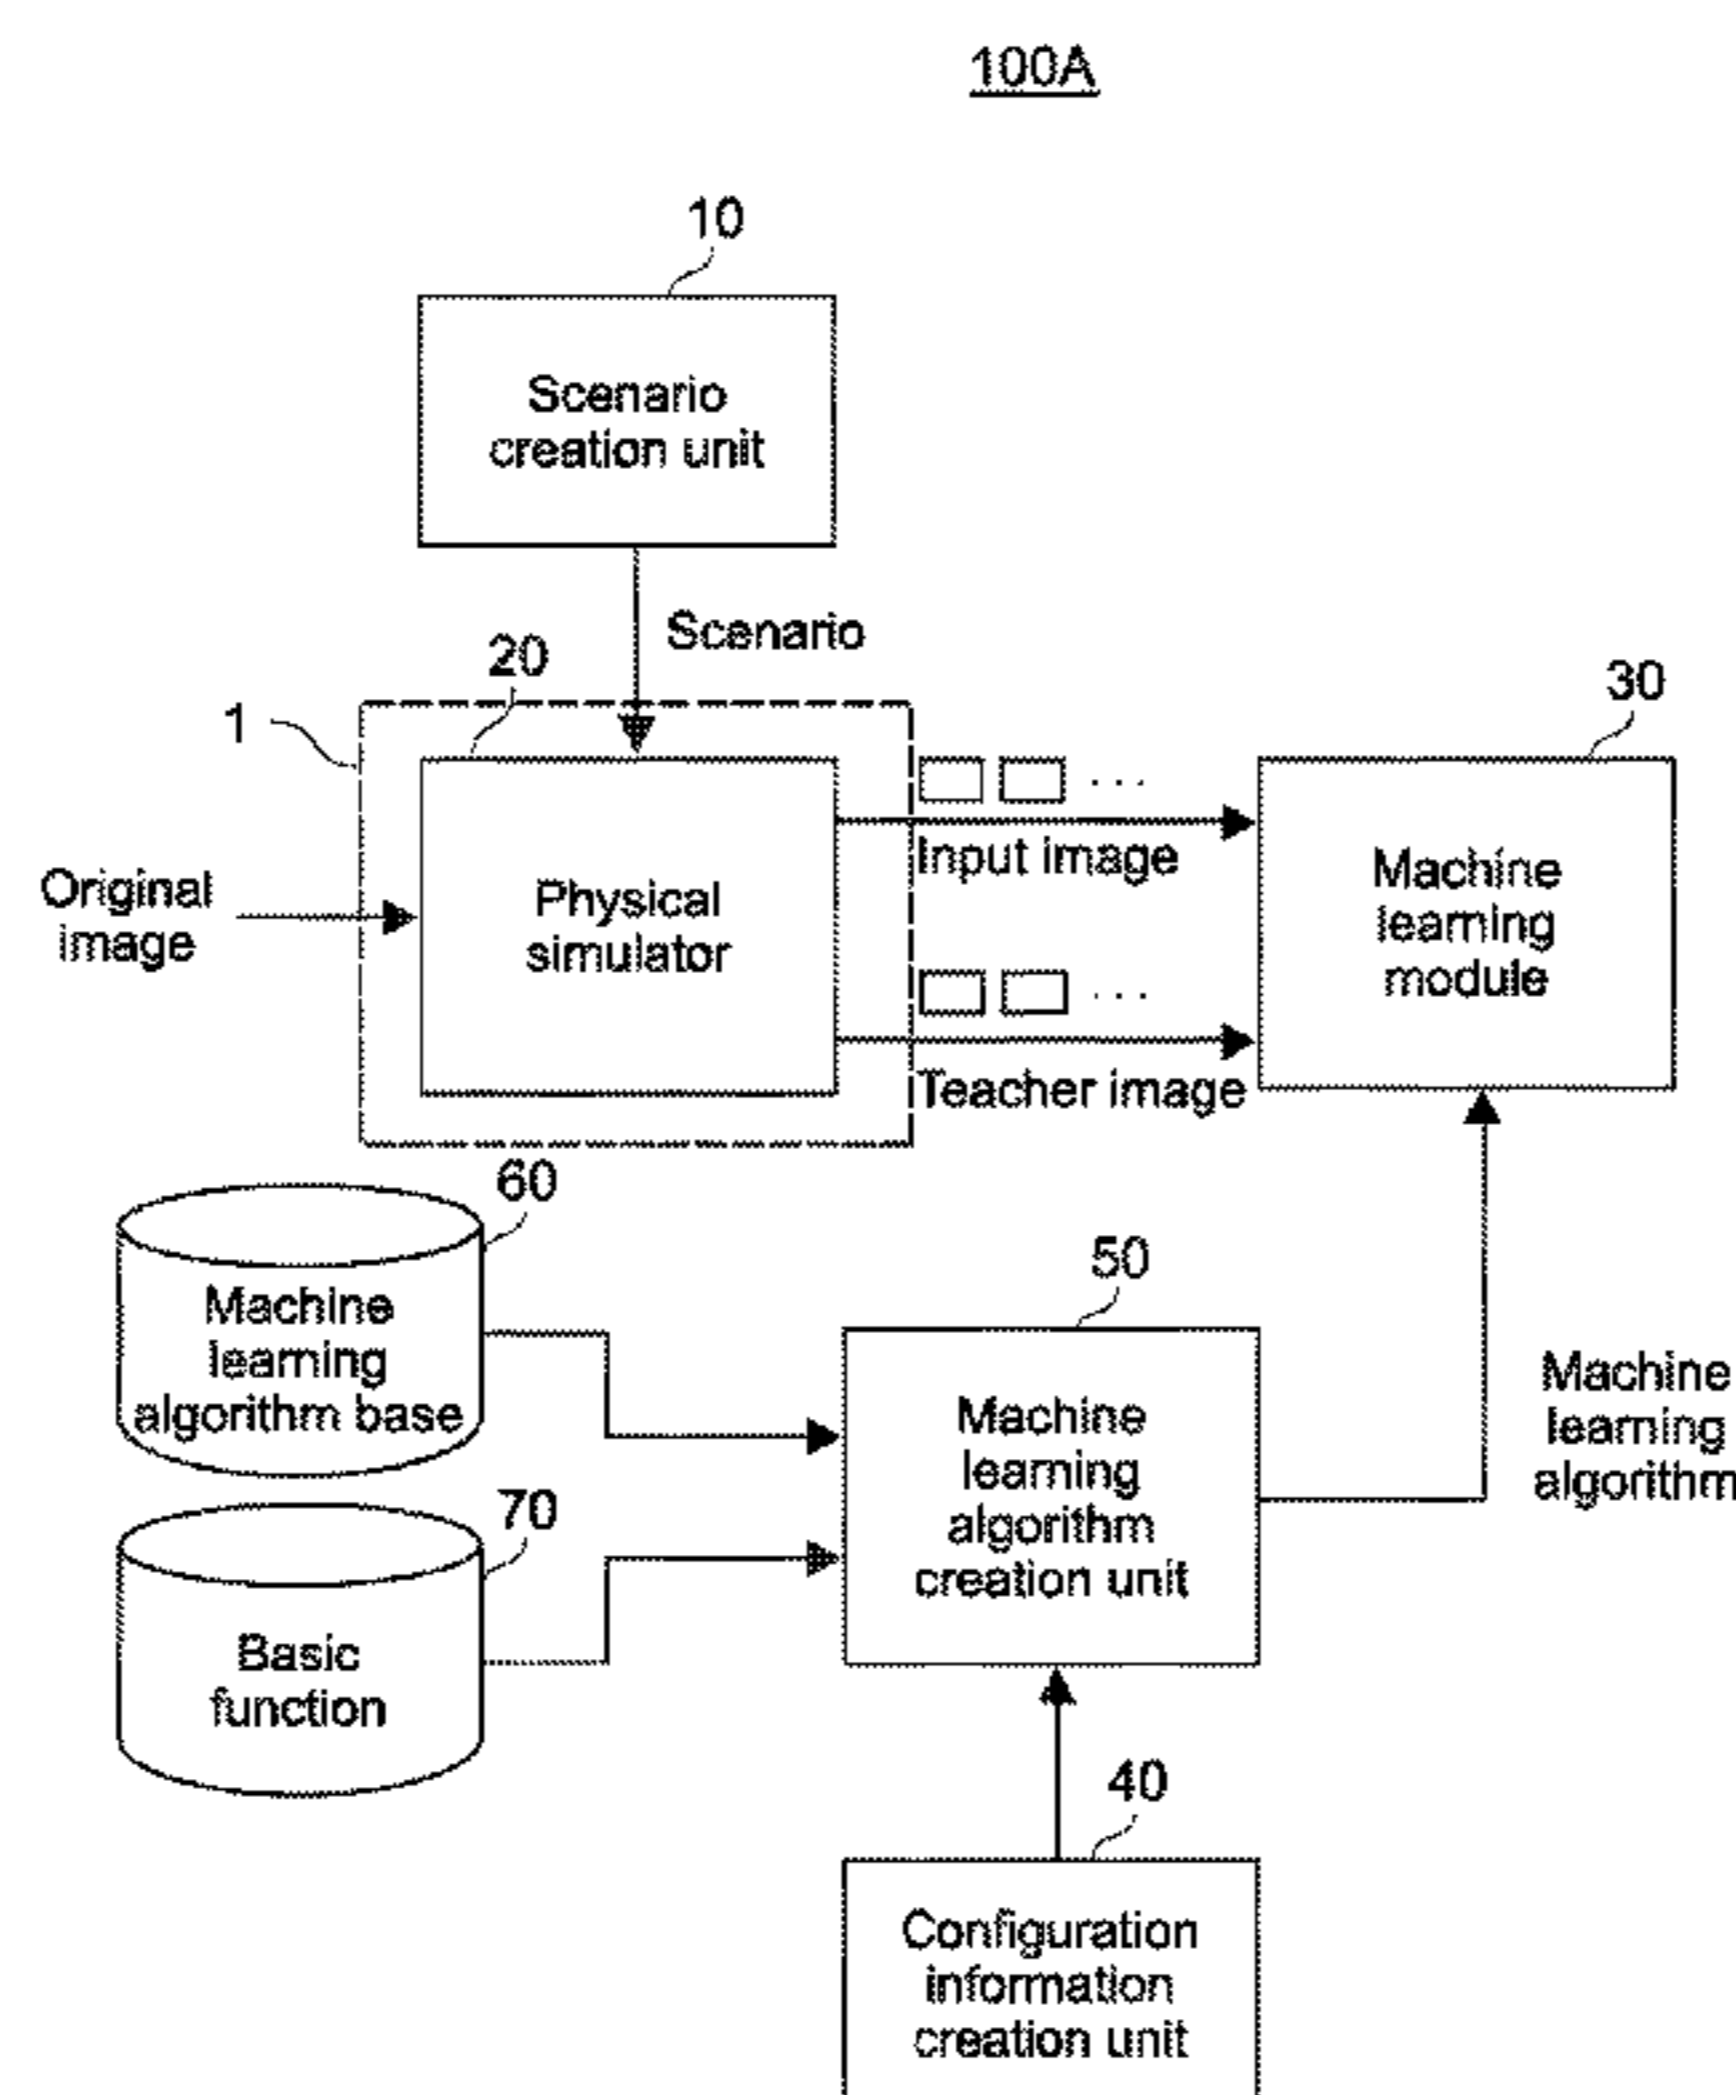 100A
10
Scenario
creation unit
Scenario
20
1
30
Original
image
Physical
simulator
Input image
Teacher image
Machine
learning
module
60
Machine
learning
algorithm base
50
Machine
learning
algorithm
creation unit
Machine
learning
algorithm
70
Basic
function
40
Configuration
information
creation unit